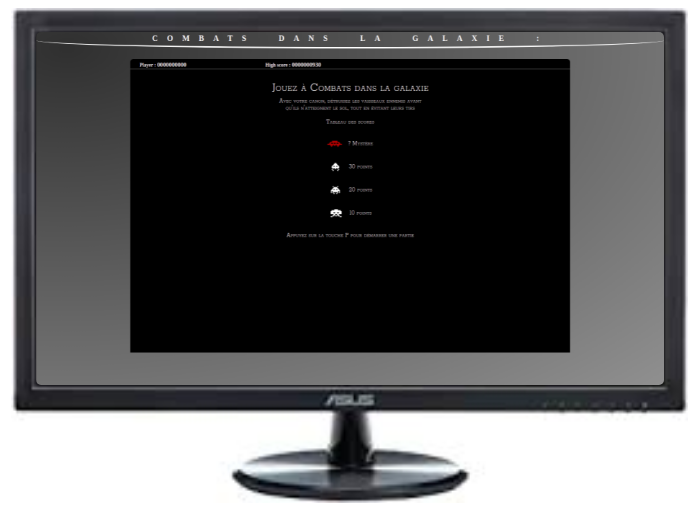 COMBATS DANS LA GALAXIE :
Player : 0000000000 High score : 0000000930
Jouez à Combats dans la galaxie
Avec votre canon, détruisez les vaisseaux ennemis avant
qu'ils n'atteignent le sol, tout en évitant leurs tirs
Tableau des scores
? Mystère
30 points
20 points
10 points
Appuyez sur la touche P pour démarrer une partie
ASUS